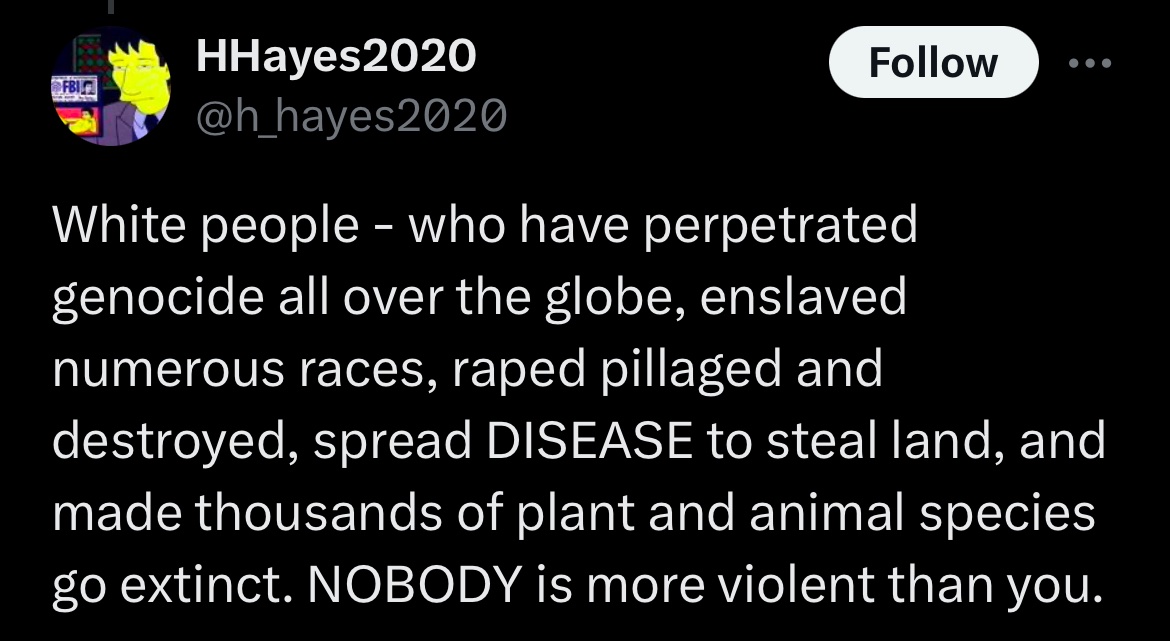 HHayes2020
Follow
@h_hayes2020
FBI
White people - who have perpetrated
genocide all over the globe, enslaved
numerous races, raped pillaged and
destroyed, spread DISEASE to steal land, and
made thousands of plant and animal species
go extinct. NOBODY is more violent than you.